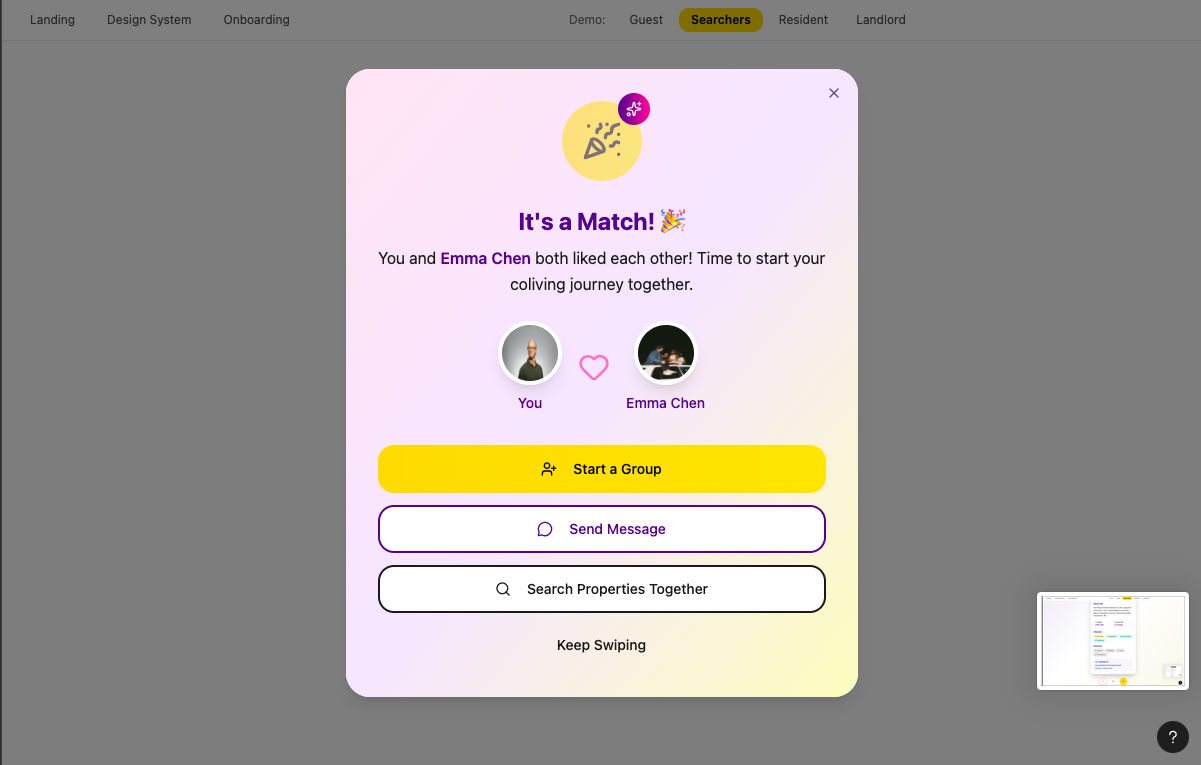 Landing Design System Onboarding Demo: Guest Searchers Resident Landlord
It's a Match! 🎉
You and Emma Chen both liked each other! Time to start your
coliving journey together.
You Emma Chen
Start a Group
Send Message
Search Properties Together
Keep Swiping
?